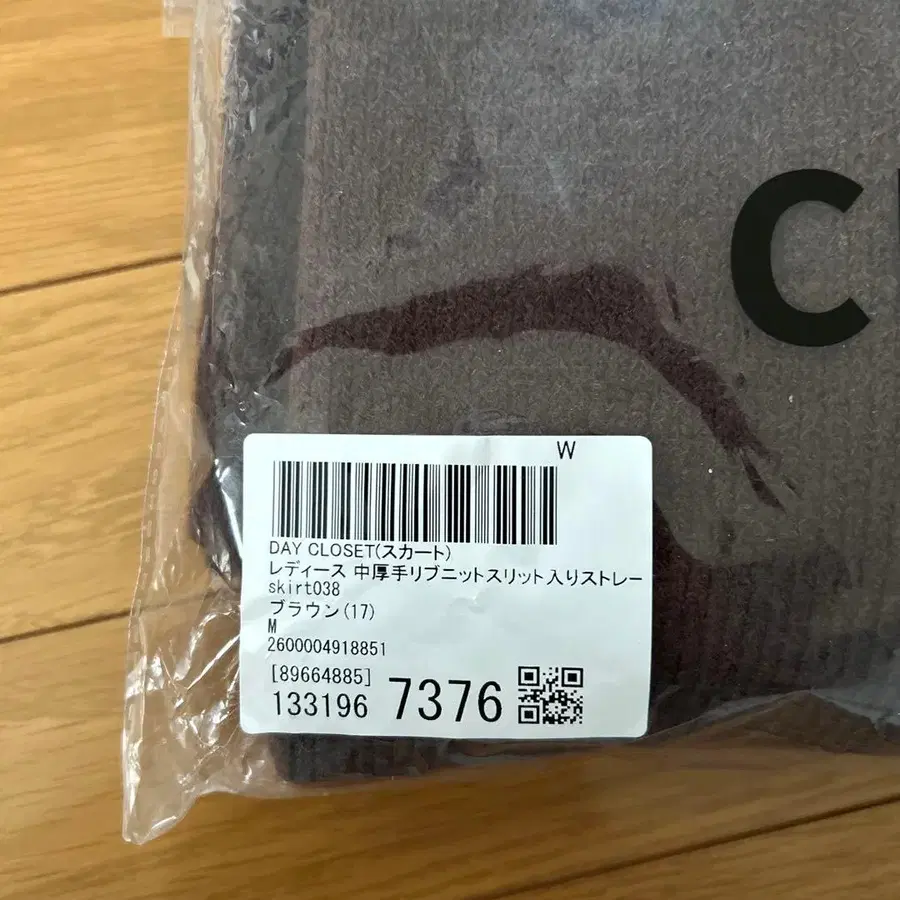 C
W
DAY CLOSET(スカート)
レディース 中厚手リブニットスリット入りストレー
skirt038
ブラウン(17)
M
2600004918851
[89664885]
133196 7376